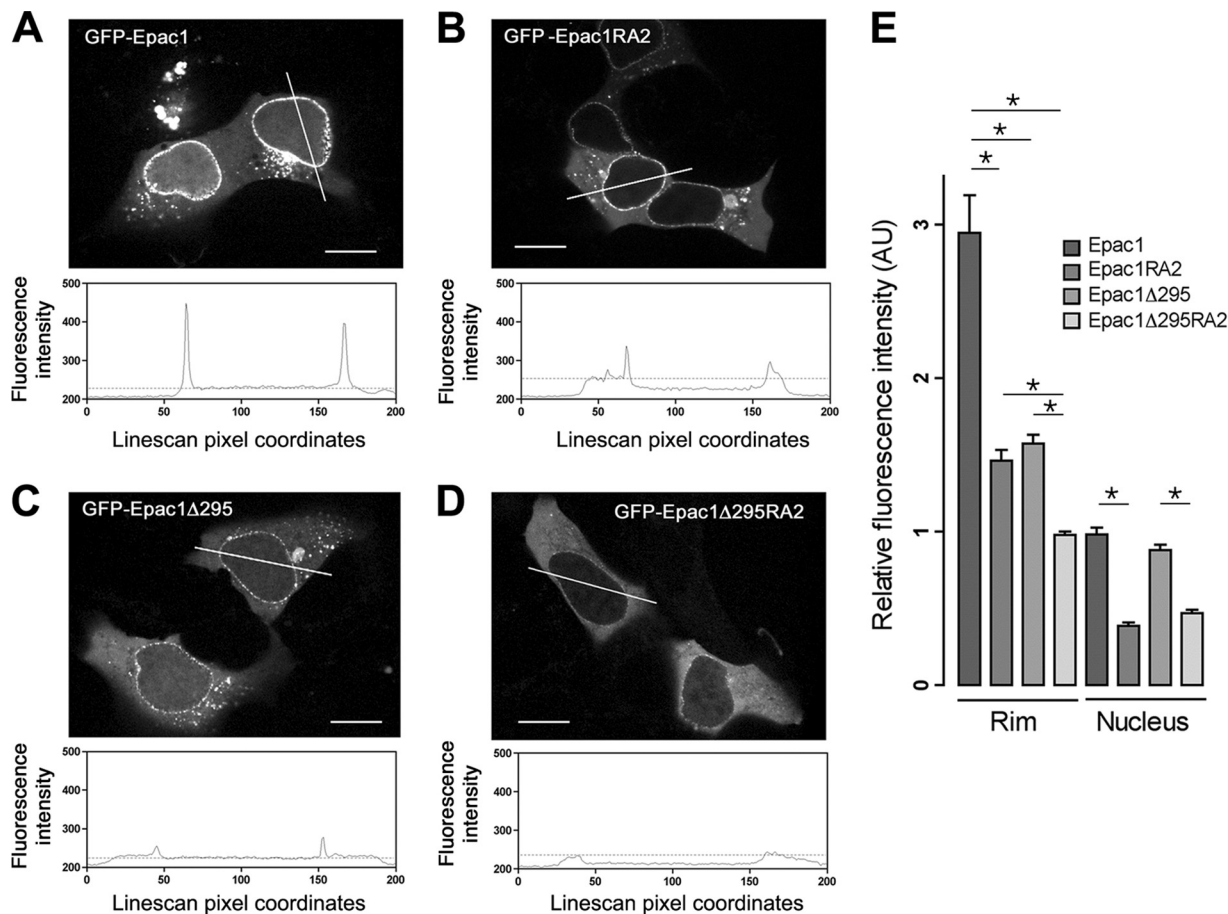 A
GFP-Epac1
Fluorescence
intensity
500
400
300
200
0
50
100
150
200
Linescan pixel coordinates
B
GFP -Epac1RA2
Fluorescence
intensity
500
400
300
200
0
50
100
150
200
Linescan pixel coordinates
C
GFP-Epac1Δ295
Fluorescence
intensity
500
400
300
200
0
50
100
150
200
Linescan pixel coordinates
D
GFP-Epac1Δ295RA2
Fluorescence
intensity
500
400
300
200
0
50
100
150
200
Linescan pixel coordinates
E
Relative fluorescence intensity (AU)
3
2
1
0
*
*
*
*
*
*
*
Epac1
Epac1RA2
Epac1Δ295
Epac1Δ295RA2
Rim
Nucleus